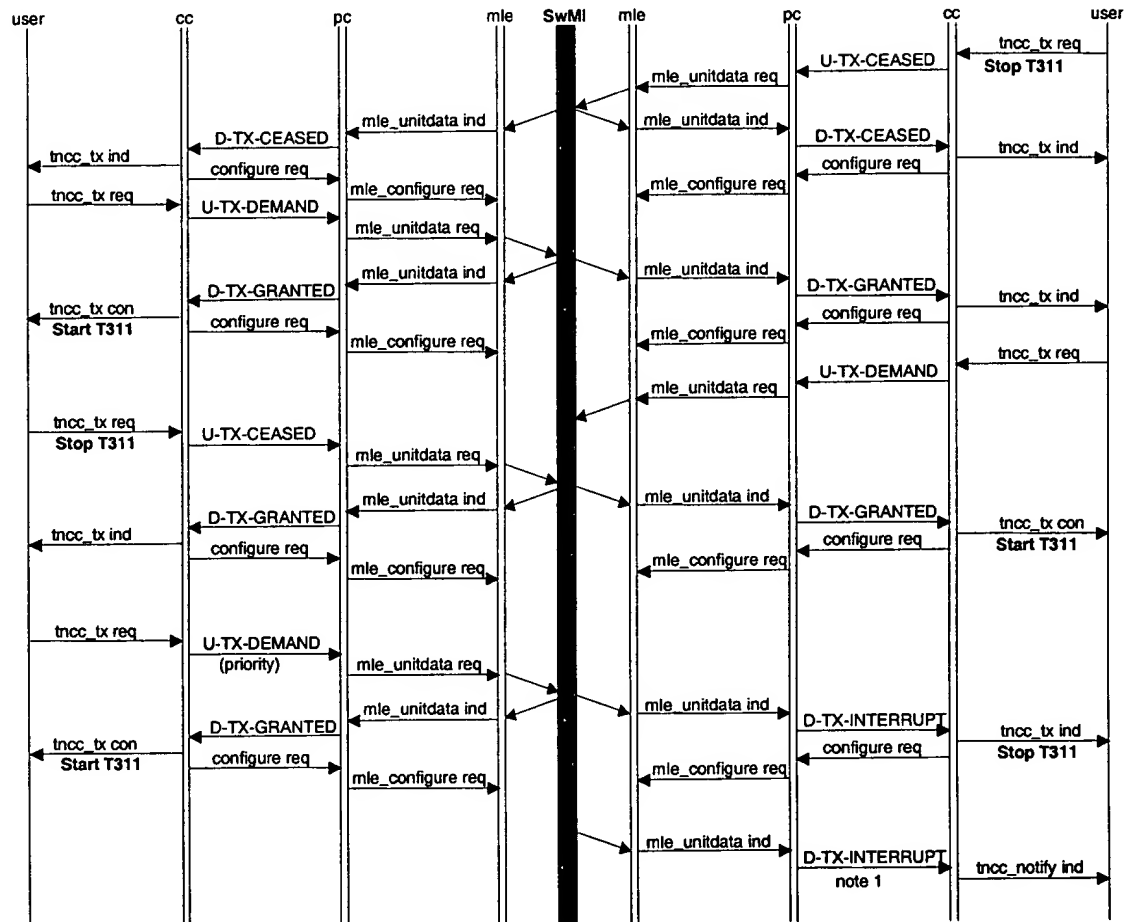 user cc pc mle SwMI mle pc cc user
tncc_tx req
U-TX-CEASED Stop T311
mle_unitdata req
mle_unitdata ind mle_unitdata ind
D-TX-CEASED D-TX-CEASED
tncc_tx ind configure req configure req tncc_tx ind
tncc_tx req mle_configure req mle_configure req
U-TX-DEMAND
mle_unitdata req
mle_unitdata ind mle_unitdata ind
D-TX-GRANTED D-TX-GRANTED
tncc_tx con configure req configure req tncc_tx ind
Start T311
mle_configure req mle_configure req
tncc_tx req
U-TX-DEMAND
mle_unitdata req
tncc_tx req
Stop T311 U-TX-CEASED
mle_unitdata req
mle_unitdata ind mle_unitdata ind
D-TX-GRANTED D-TX-GRANTED
tncc_tx ind configure req configure req tncc_tx con
Start T311
mle_configure req mle_configure req
tncc_tx req
U-TX-DEMAND
(priority)
mle_unitdata req
mle_unitdata ind mle_unitdata ind
D-TX-GRANTED D-TX-INTERRUPT
tncc_tx con configure req configure req tncc_tx ind
Start T311 Stop T311
mle_configure req mle_configure req
mle_unitdata ind
D-TX-INTERRUPT
note 1 tncc_notify ind